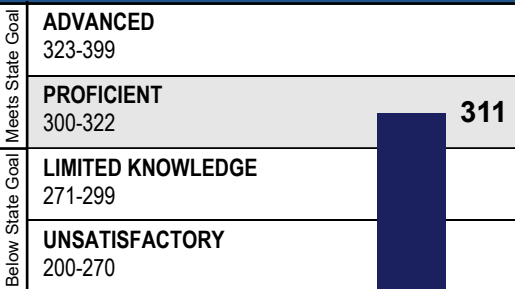 Meets State Goal
ADVANCED
323-399
PROFICIENT
300-322
311
Below State Goal
LIMITED KNOWLEDGE
271-299
UNSATISFACTORY
200-270